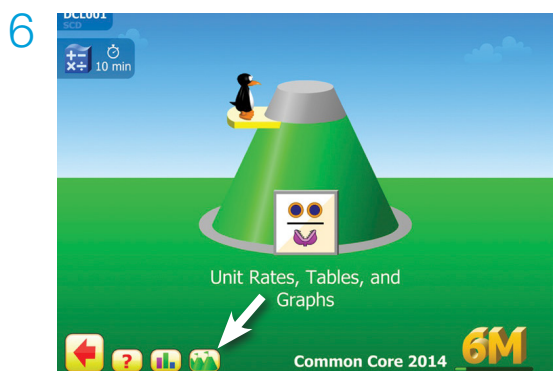 6
DCL001
SCD
10 min
Unit Rates, Tables, and
Graphs
?
Common Core 2014
6M